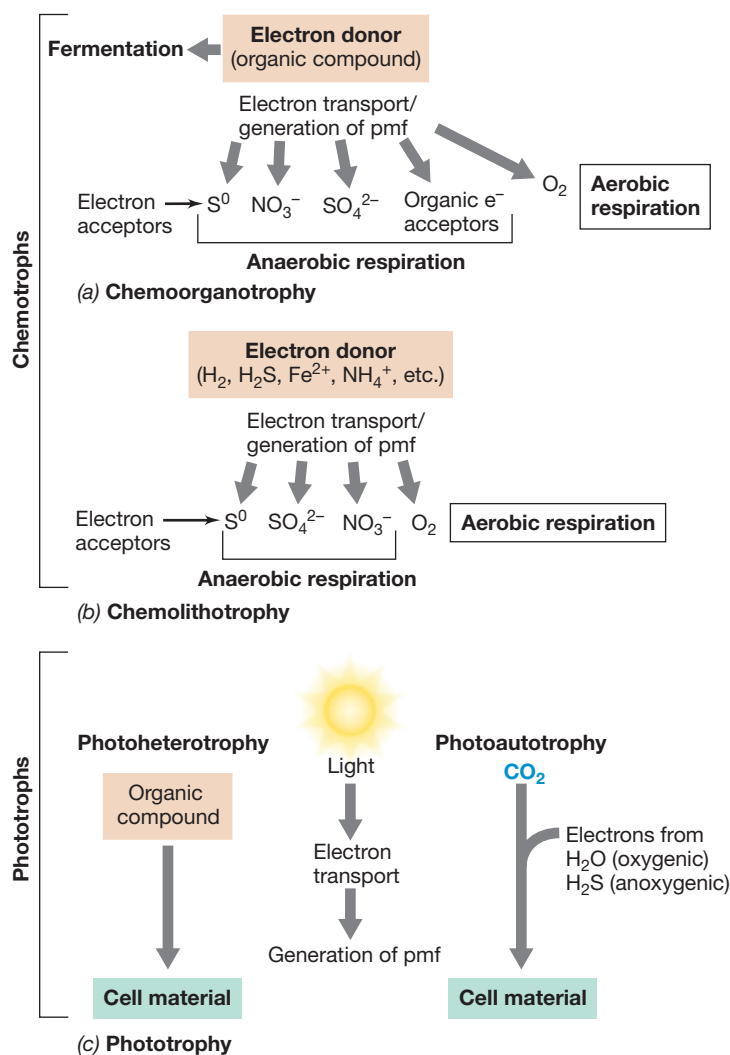 Chemotrophs
Fermentation
Electron donor
(organic compound)
Electron transport/
generation of pmf
Electron
acceptors
S⁰ NO₃⁻ SO₄²⁻ Organic e⁻
acceptors
O₂
Aerobic
respiration
Anaerobic respiration
(a) Chemoorganotrophy
Electron donor
(H₂, H₂S, Fe²⁺, NH₄⁺, etc.)
Electron transport/
generation of pmf
Electron
acceptors
S⁰ SO₄²⁻ NO₃⁻ O₂
Aerobic respiration
Anaerobic respiration
(b) Chemolithotrophy
Phototrophs
Photoheterotrophy
Organic
compound
Cell material
Light
Electron
transport
Generation of pmf
Photoautotrophy
CO₂
Electrons from
H₂O (oxygenic)
H₂S (anoxygenic)
Cell material
(c) Phototrophy